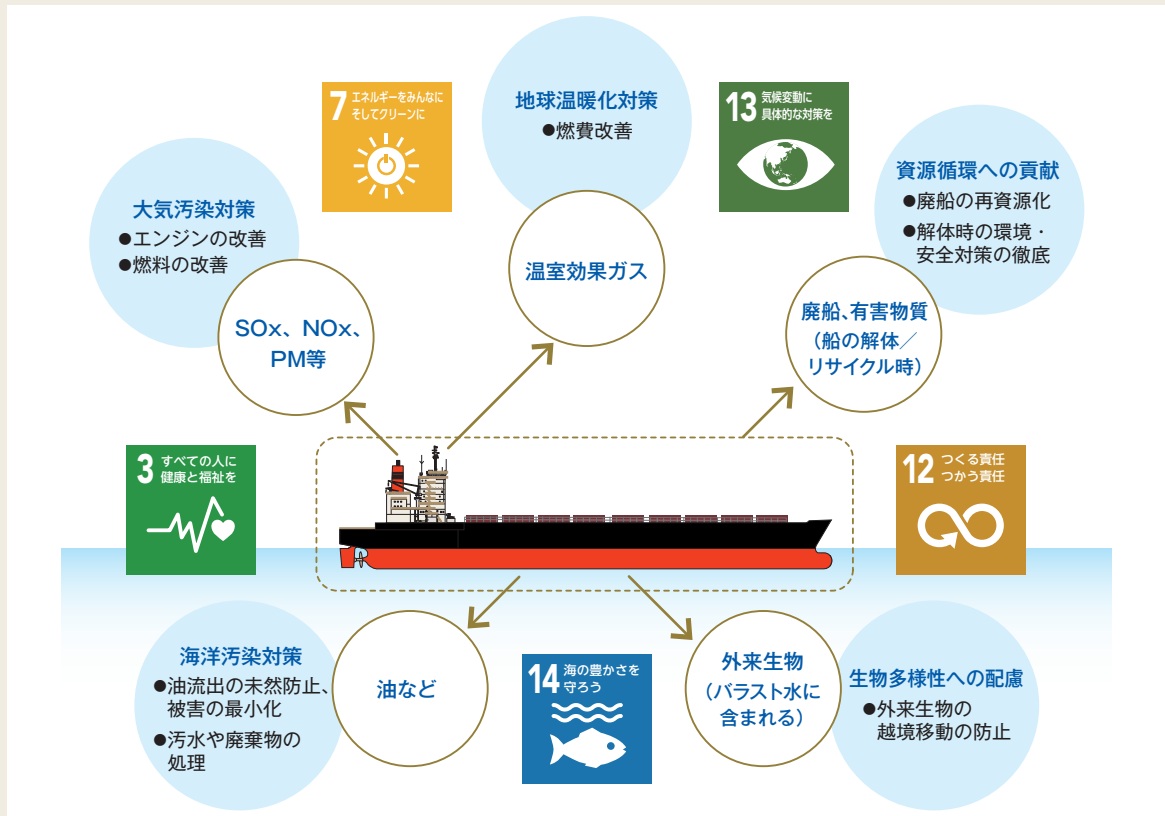 7 エネルギーをみんなに
そしてクリーンに
地球温暖化対策
●燃費改善
13 気候変動に
具体的な対策を
大気汚染対策
●エンジンの改善
●燃料の改善
SOx、NOx、
PM等
温室効果ガス
資源循環への貢献
●廃船の再資源化
●解体時の環境・
安全対策の徹底
廃船、有害物質
(船の解体/
リサイクル時)
3 すべての人に
健康と福祉を
12 つくる責任
つかう責任
海洋汚染対策
●油流出の未然防止、
被害の最小化
●汚水や廃棄物の
処理
油など
14 海の豊かさを
守ろう
外来生物
(バラスト水に
含まれる)
生物多様性への配慮
●外来生物の
越境移動の防止